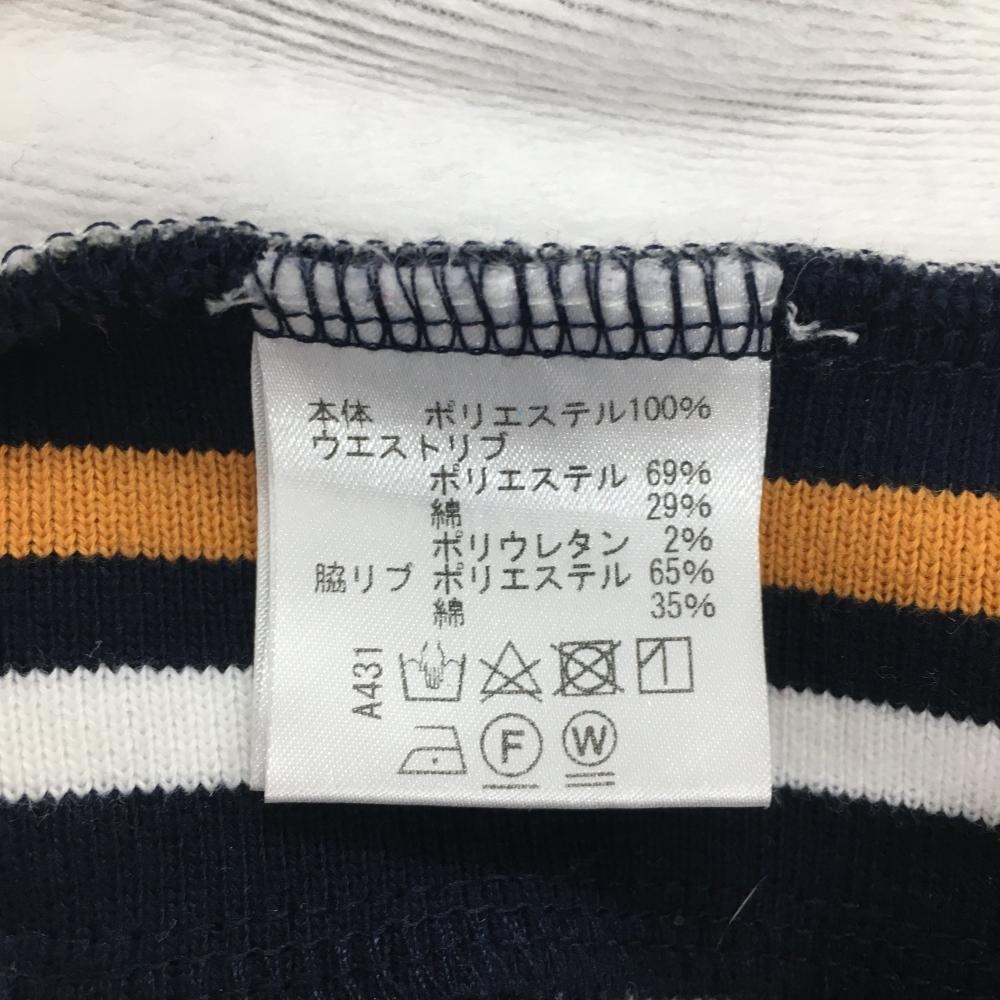 本体 ポリエステル100%
ウエストリブ
ポリエステル 69%
綿 29%
ポリウレタン 2%
脇リブ ポリエステル 65%
綿 35%
A431
F W